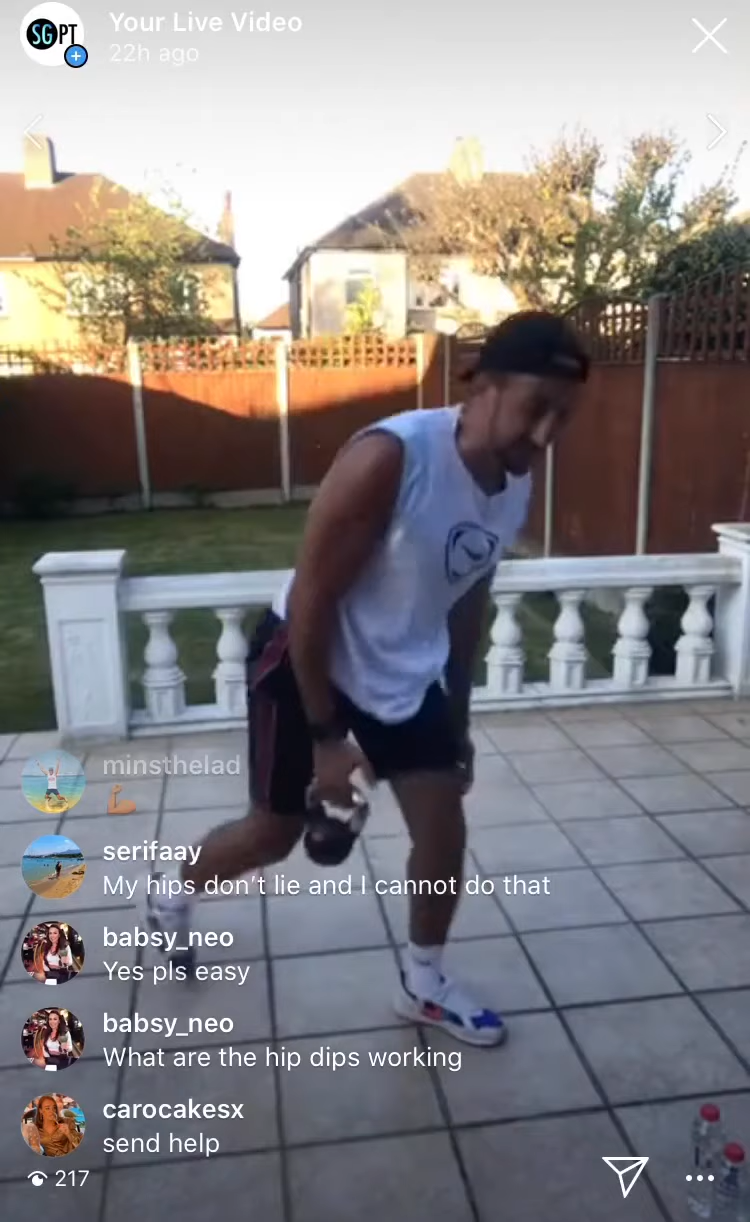 SGPT
Your Live Video
22h ago
minsthelad
💪
serifaay
My hips don't lie and I cannot do that
babsy_neo
Yes pls easy
babsy_neo
What are the hip dips working
carocakesx
send help
217